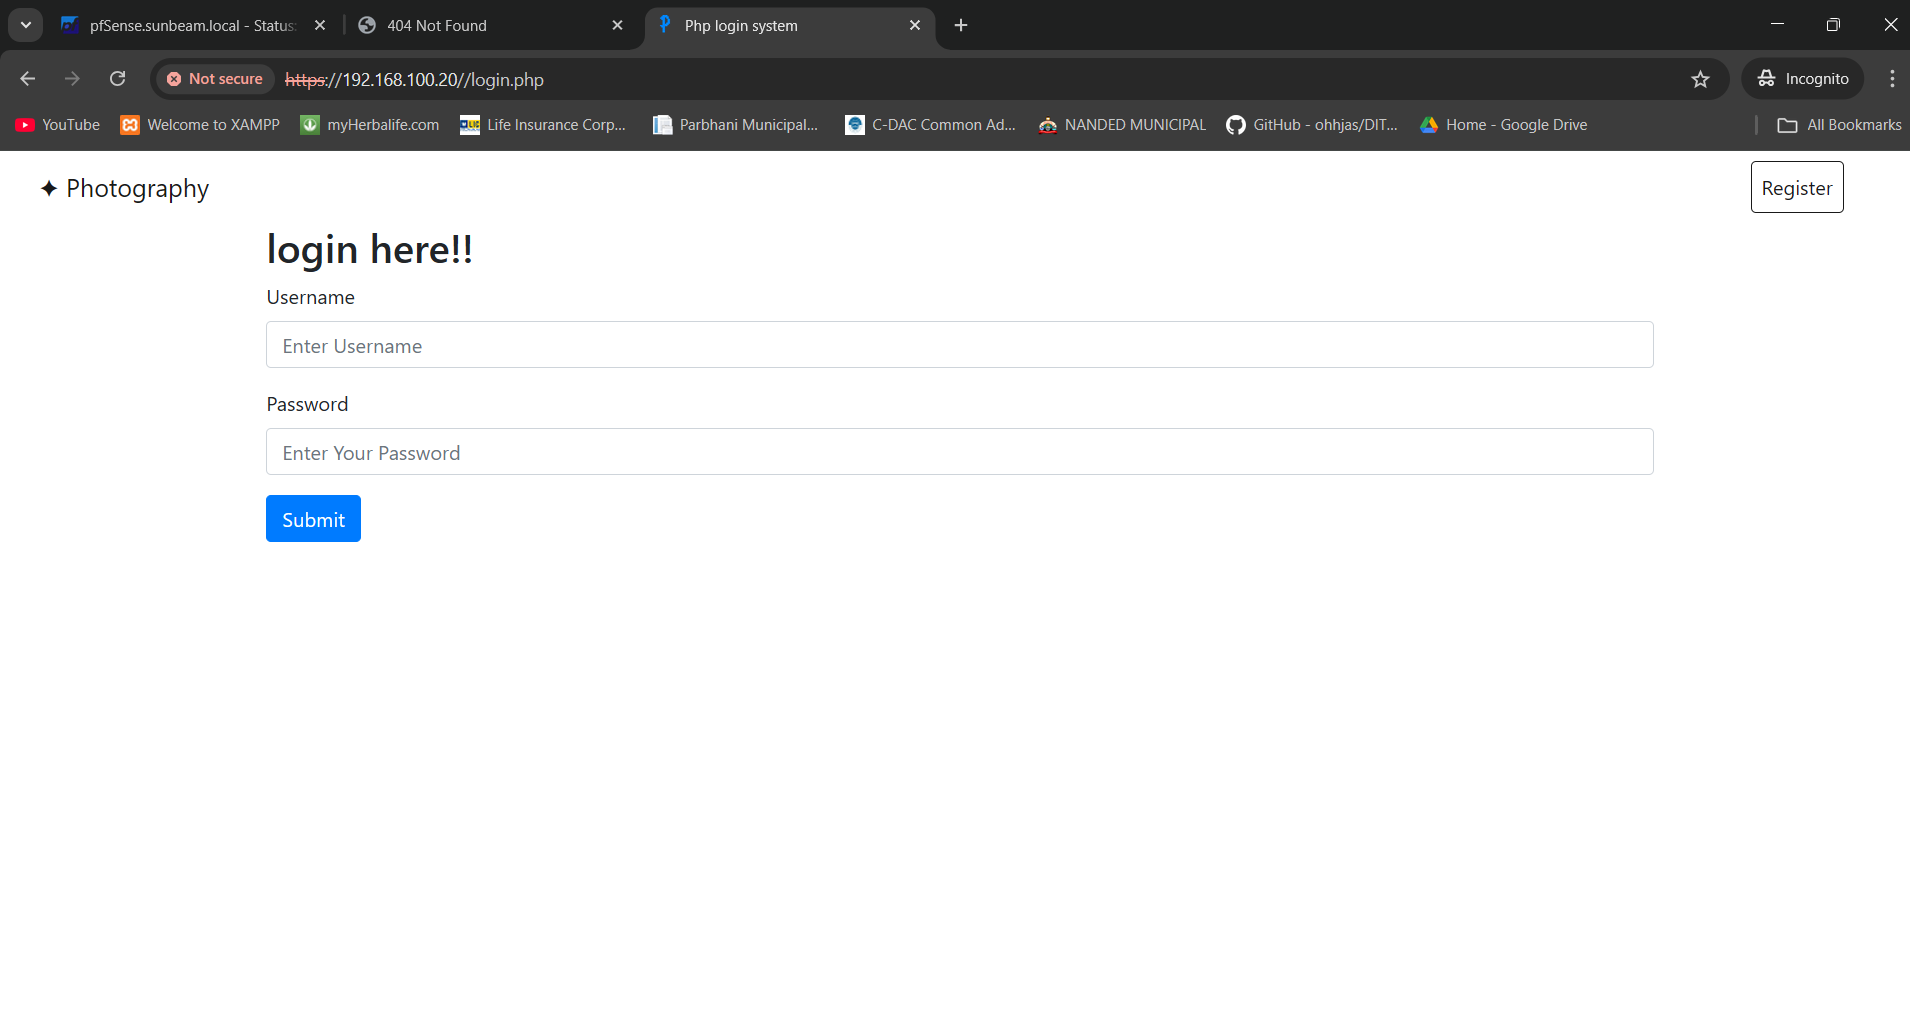 pfSense.sunbeam.local - Status:
404 Not Found
Php login system
Not secure
https://192.168.100.20//login.php
Incognito
YouTube
Welcome to XAMPP
myHerbalife.com
Life Insurance Corp...
Parbhani Municipal...
C-DAC Common Ad...
NANDED MUNICIPAL
GitHub - ohhjas/DIT...
Home - Google Drive
All Bookmarks
✦ Photography
Register
login here!!
Username
Enter Username
Password
Enter Your Password
Submit